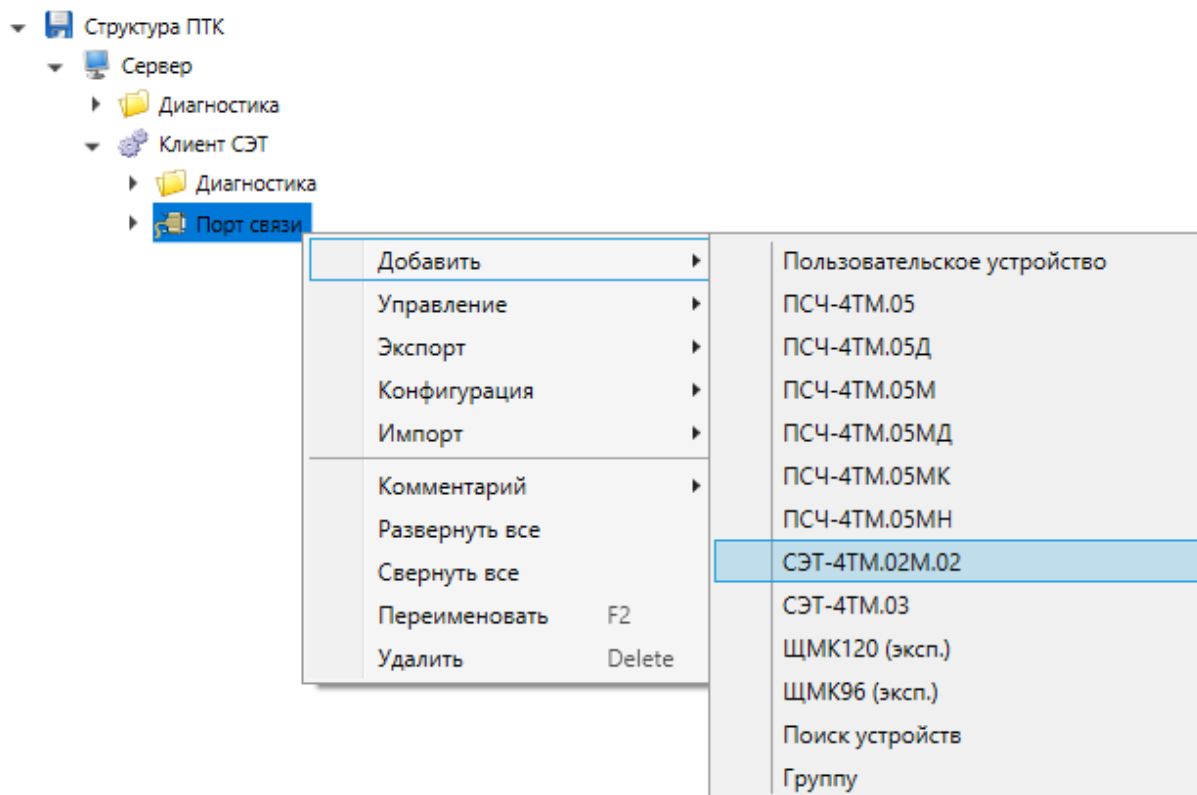 Структура ПТК
Сервер
Диагностика
Клиент СЭТ
Диагностика
Порт связи
Добавить
Управление
Экспорт
Конфигурация
Импорт
Комментарий
Развернуть все
Свернуть все
Переименовать F2
Удалить Delete
Пользовательское устройство
ПСЧ-4ТМ.05
ПСЧ-4ТМ.05Д
ПСЧ-4ТМ.05М
ПСЧ-4ТМ.05МД
ПСЧ-4ТМ.05МК
ПСЧ-4ТМ.05МН
СЭТ-4ТМ.02М.02
СЭТ-4ТМ.03
ЩМК120 (эксп.)
ЩМК96 (эксп.)
Поиск устройств
Группу